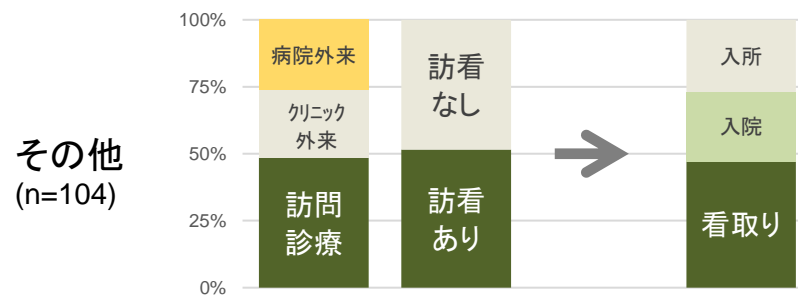 100%
75%
50%
25%
0%
その他
(n=104)
病院外来
ｸﾘﾆｯｸ
外来
訪問
診療
訪看
なし
訪看
あり
入所
入院
看取り